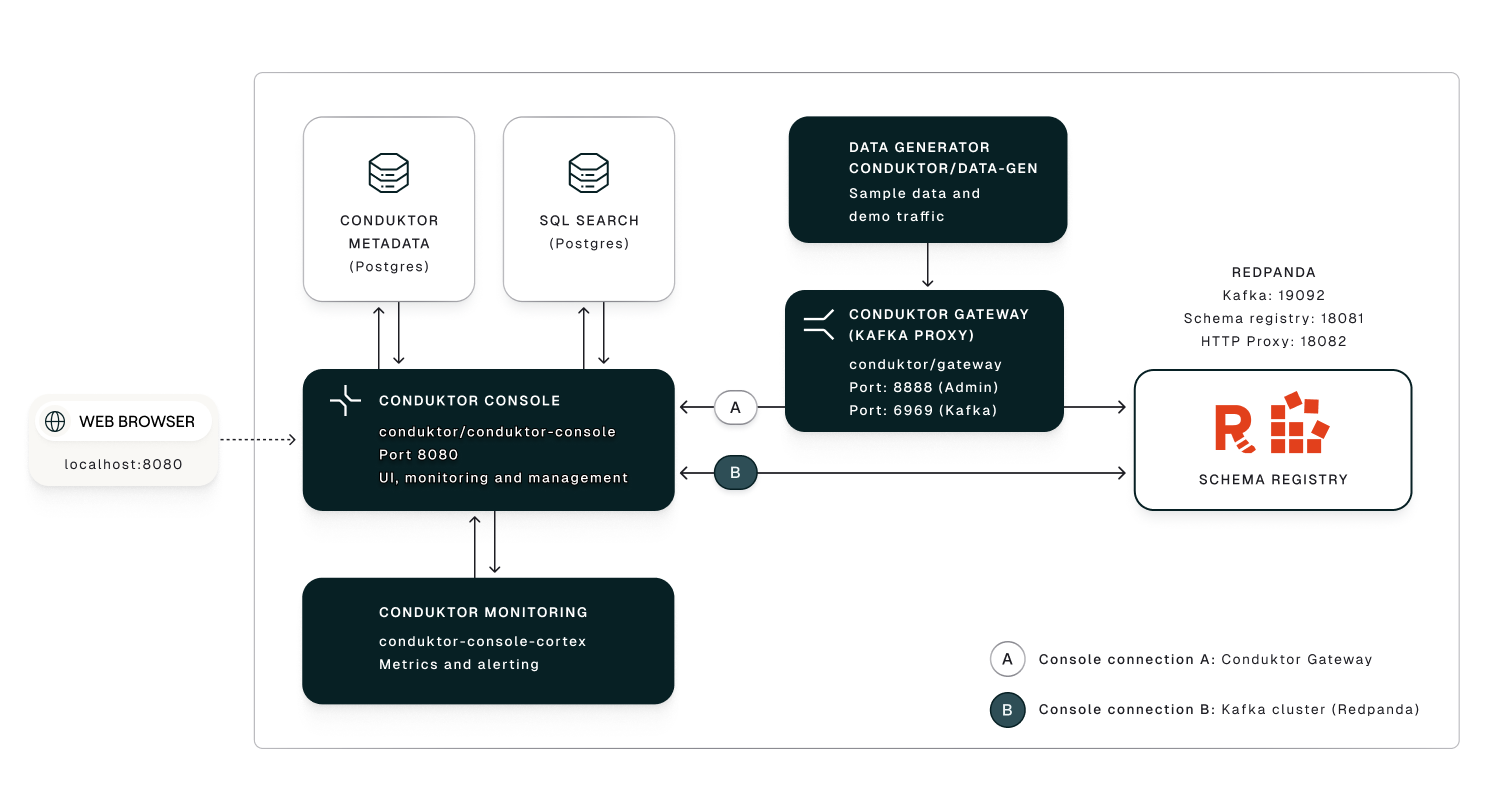 CONDUKTOR
METADATA
(Postgres)
SQL SEARCH
(Postgres)
DATA GENERATOR
CONDUKTOR/DATA-GEN
Sample data and
demo traffic
CONDUKTOR GATEWAY
(KAFKA PROXY)
conduktor/gateway
Port: 8888 (Admin)
Port: 6969 (Kafka)
REDPANDA
Kafka: 19092
Schema registry: 18081
HTTP Proxy: 18082
WEB BROWSER
localhost:8080
CONDUKTOR CONSOLE
conduktor/conduktor-console
Port 8080
UI, monitoring and management
A
B
R
SCHEMA REGISTRY
CONDUKTOR MONITORING
conduktor-console-cortex
Metrics and alerting
A Console connection A: Conduktor Gateway
B Console connection B: Kafka cluster (Redpanda)